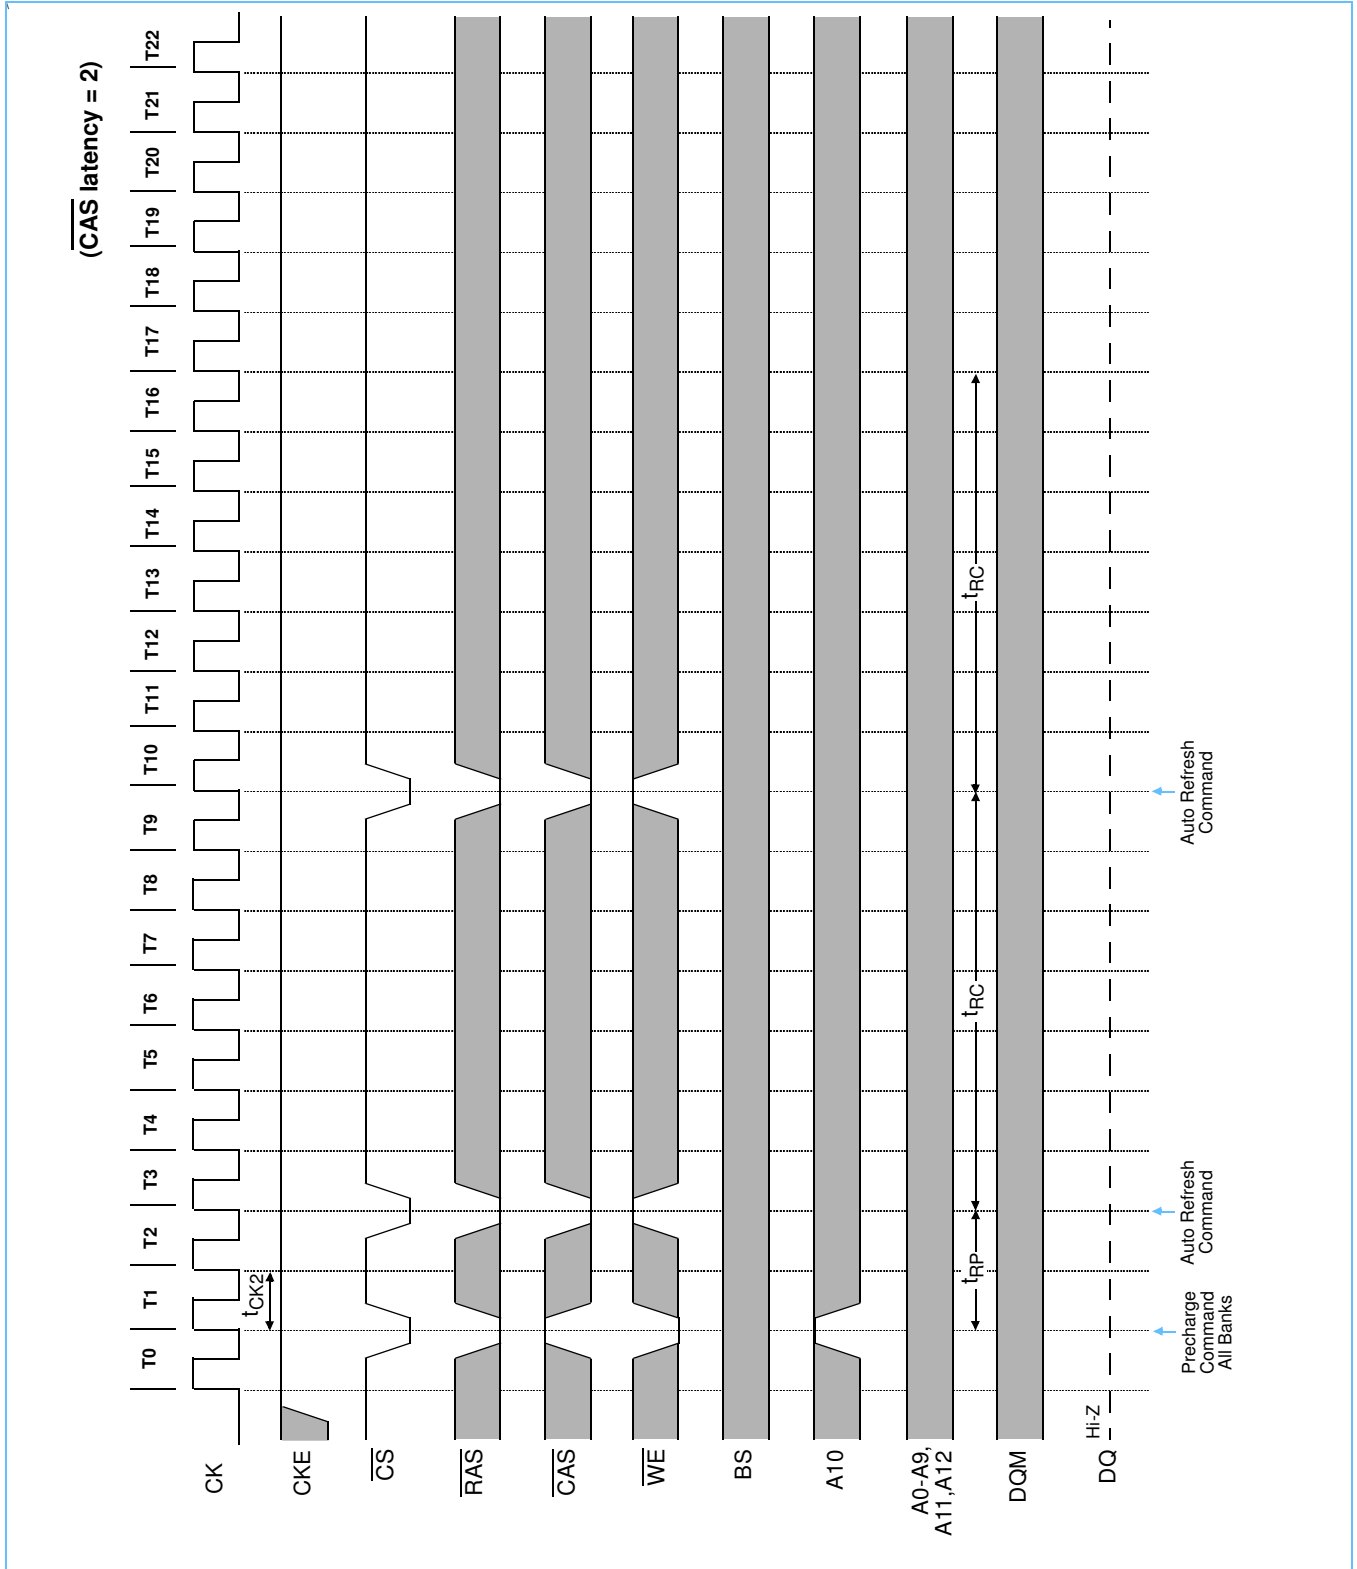 (CAS latency = 2)
T0 T1 T2 T3 T4 T5 T6 T7 T8 T9 T10 T11 T12 T13 T14 T15 T16 T17 T18 T19 T20 T21 T22
CK
tCK2
CKE
CS
RAS
CAS
WE
BS
A10
A0-A9,
A11,A12
tRP
tRC
tRC
DQM
DQ
Hi-Z
Precharge
Command
All Banks
Auto Refresh
Command
Auto Refresh
Command